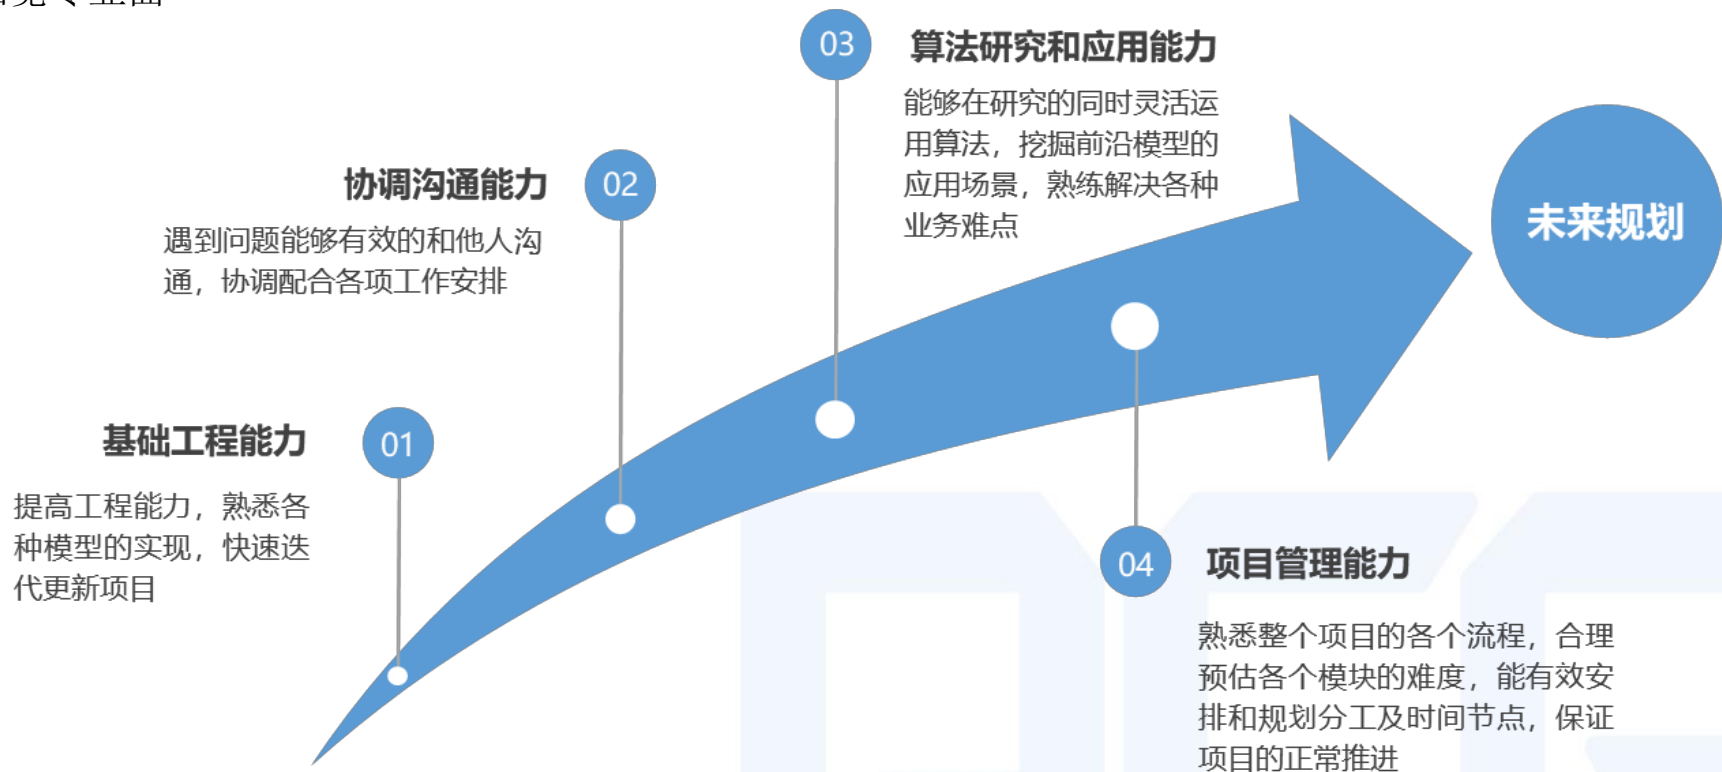 03
算法研究和应用能力
能够在研究的同时灵活运
用算法，挖掘前沿模型的
应用场景，熟练解决各种
业务难点
未来规划
协调沟通能力
02
遇到问题能够有效的和他人沟
通，协调配合各项工作安排
基础工程能力
01
提高工程能力，熟悉各
种模型的实现，快速迭
代更新项目
04
项目管理能力
熟悉整个项目的各个流程，合理
预估各个模块的难度，能有效安
排和规划分工及时间节点，保证
项目的正常推进